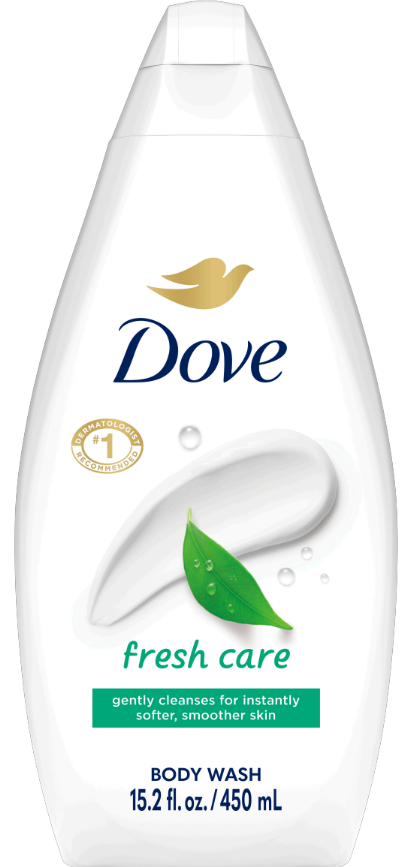 Dove
DERMATOLOGIST
#1
RECOMMENDED
fresh care
gently cleanses for instantly
softer, smoother skin
BODY WASH
15.2 fl. oz. / 450 mL